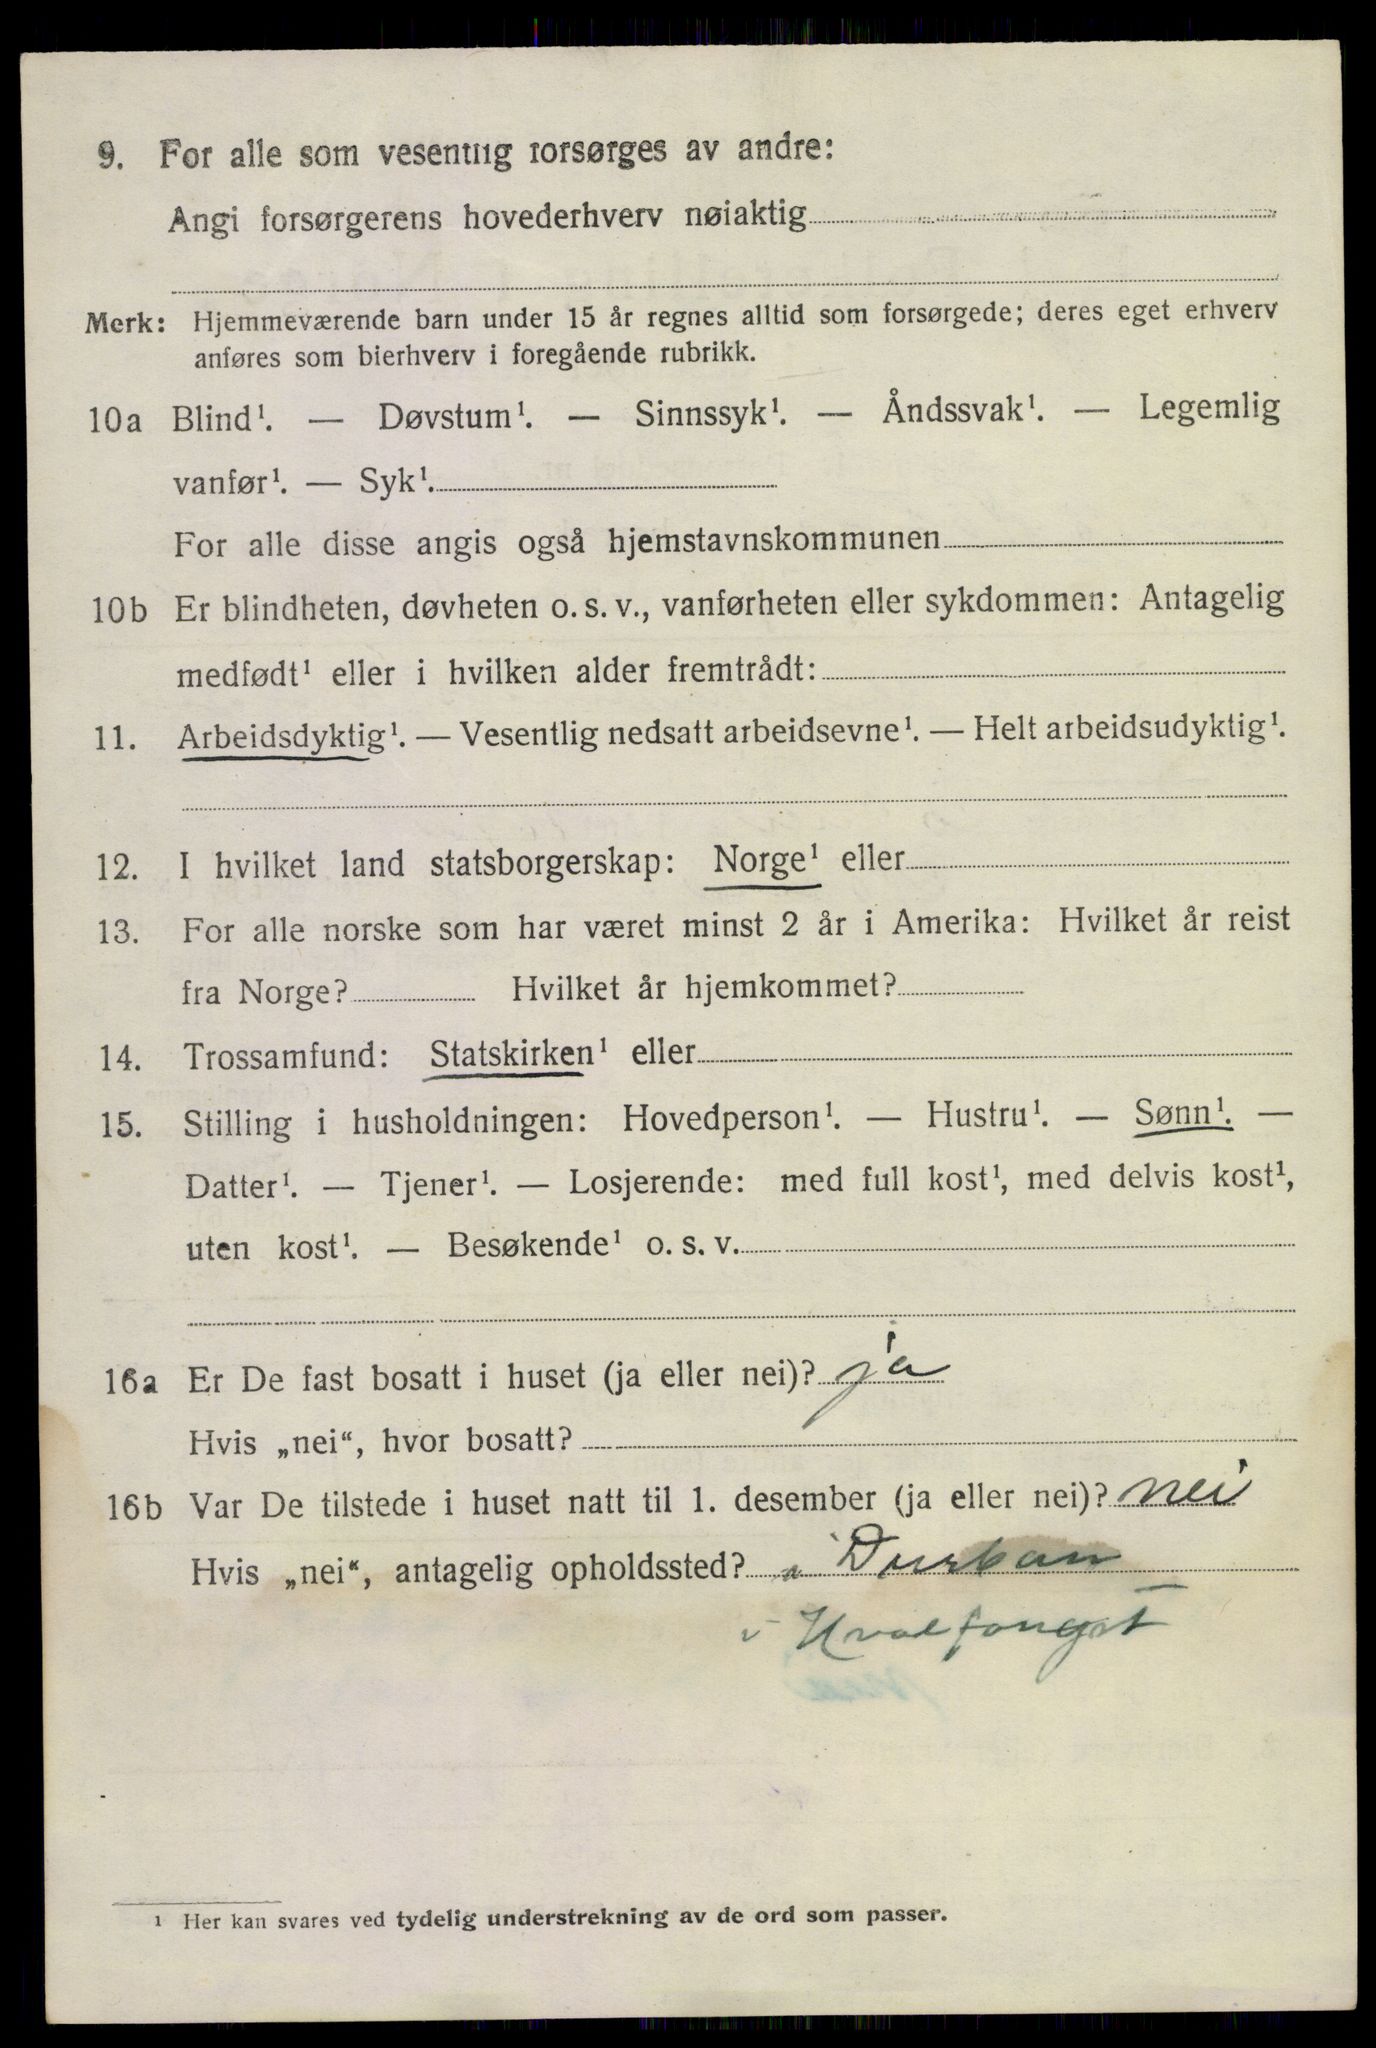 9. For alle som vesentlig forsørges av andre:
Angi forsørgerens hovederhverv nøiaktig
Merk: Hjemmeværende barn under 15 år regnes alltid som forsørgede; deres eget erhverv
anføres som bierhverv i foregående rubrikk.
10a Blind¹. — Døvstum¹. — Sinnssyk¹. — Åndssvak¹. — Legemlig
vanfør¹. — Syk¹.
For alle disse angis også hjemstavnskommunen
10b Er blindheten, døvheten o. s. v., vanførheten eller sykdommen: Antagelig
medfødt¹ eller i hvilken alder fremtrådt:
11. Arbeidsdyktig¹. — Vesentlig nedsatt arbeidsevne¹. — Helt arbeidsudyktig¹.
12. I hvilket land statsborgerskap: Norge¹ eller
13. For alle norske som har været minst 2 år i Amerika: Hvilket år reist
fra Norge? Hvilket år hjemkommet?
14. Trossamfund: Statskirken¹ eller
15. Stilling i husholdningen: Hovedperson¹. — Hustru¹. — Sønn¹. —
Datter¹. — Tjener¹. — Losjerende: med full kost¹, med delvis kost¹,
uten kost¹. — Besøkende¹ o. s. v.
16a Er De fast bosatt i huset (ja eller nei)? ja
Hvis „nei“, hvor bosatt?
16b Var De tilstede i huset natt til 1. desember (ja eller nei)? nei
Hvis „nei“, antagelig opholdssted? Durban
i Hvalfangst
¹ Her kan svares ved tydelig understrekning av de ord som passer.